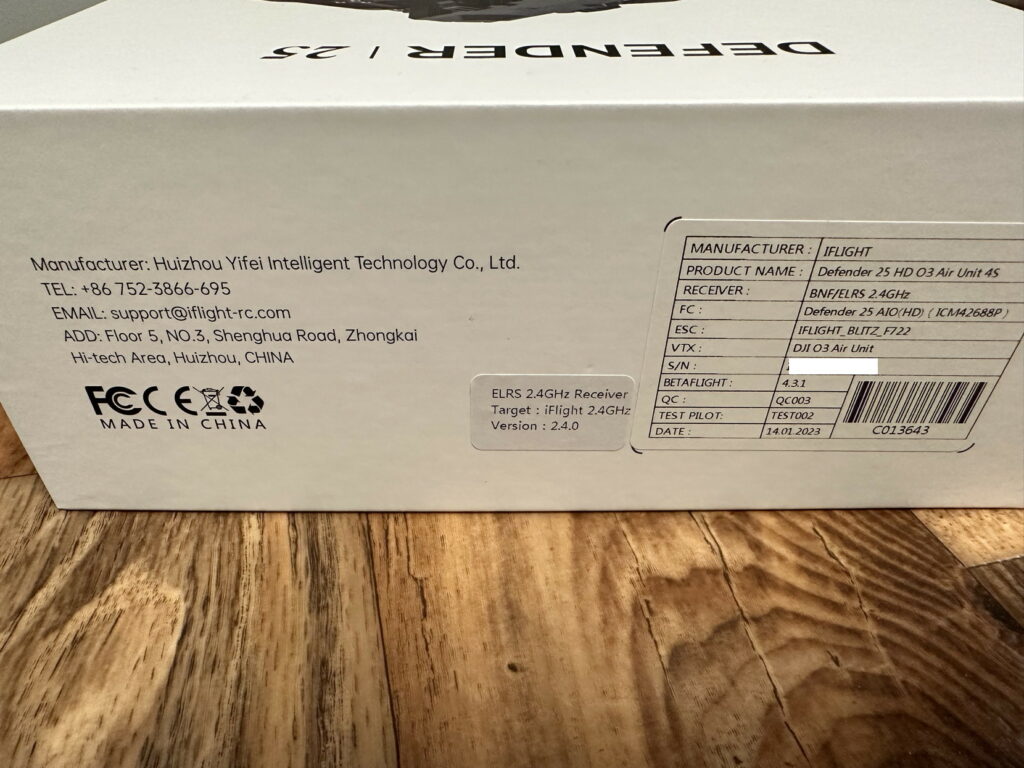 DEFENDER | 25
Manufacturer: Huizhou Yifei Intelligent Technology Co., Ltd.
TEL: +86 752-3866-695
EMAIL: support@iflight-rc.com
ADD: Floor 5, NO.3, Shenghua Road, Zhongkai
Hi-tech Area, Huizhou, CHINA
FC CE
MADE IN CHINA
ELRS 2.4GHz Receiver
Target : iFlight 2.4GHz
Version : 2.4.0
MANUFACTURER : IFLIGHT
PRODUCT NAME : Defender 25 HD O3 Air Unit 4S
RECEIVER : BNF/ELRS 2.4GHz
FC : Defender 25 AIO(HD) ( ICM42688P )
ESC : IFLIGHT_BLITZ_F722
VTX : DJI O3 Air Unit
S/N :
BETAFLIGHT : 4.3.1
QC : QC003
TEST PILOT: TEST002
DATE : 14.01.2023
C013643